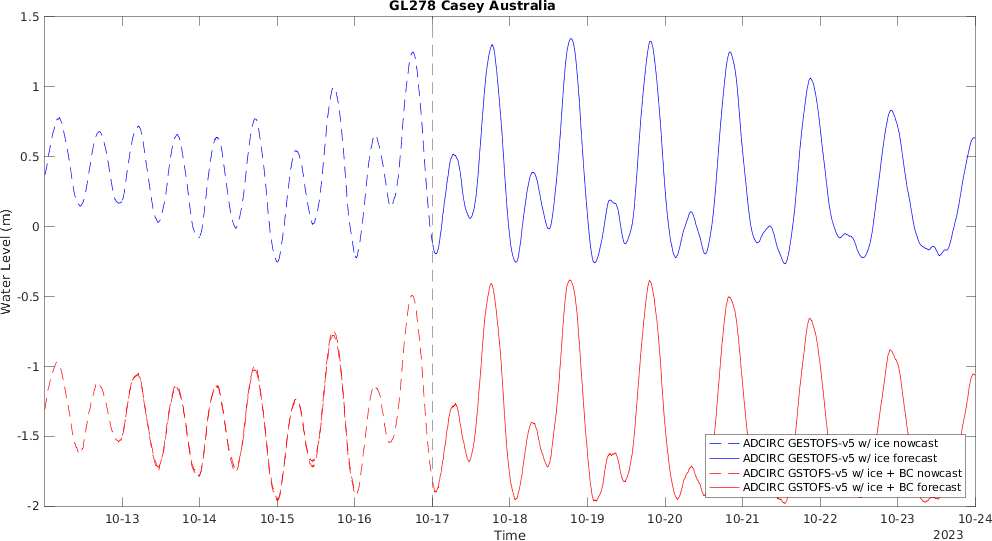 GL278 Casey Australia
Water Level (m)
1.5
1
0.5
0
-0.5
-1
-1.5
-2
ADCIRC GESTOFS-v5 w/ ice nowcast
ADCIRC GESTOFS-v5 w/ ice forecast
ADCIRC GSTOFS-v5 w/ ice + BC nowcast
ADCIRC GSTOFS-v5 w/ ice + BC forecast
10-13 10-14 10-15 10-16 10-17 10-18 10-19 10-20 10-21 10-22 10-23 10-24
Time
2023